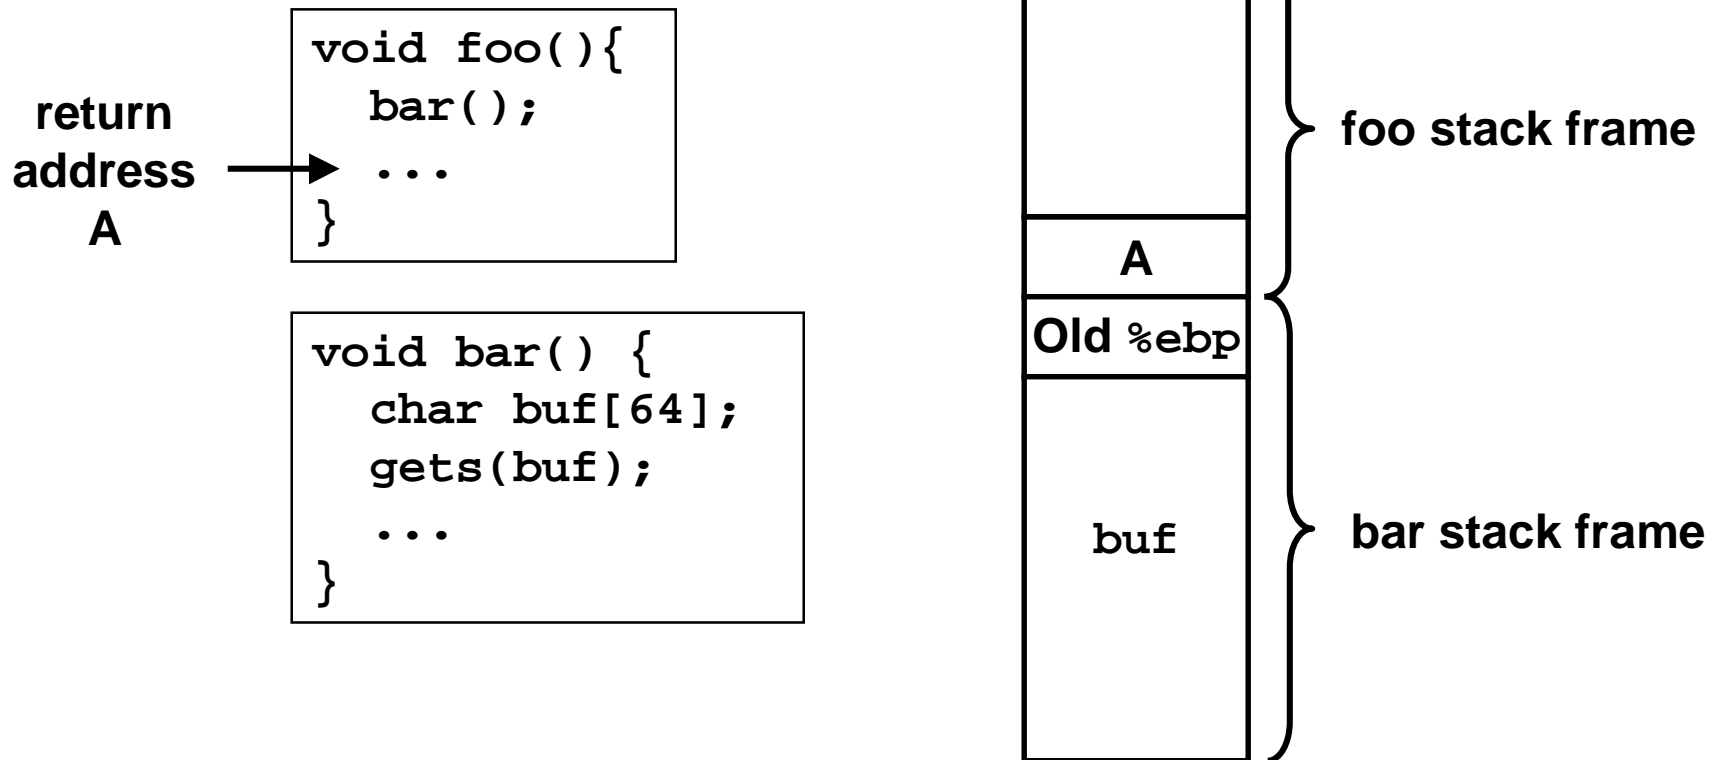 void foo(){
bar();
...
}
return
address
A
void bar() {
char buf[64];
gets(buf);
...
}
A
Old %ebp
buf
foo stack frame
bar stack frame